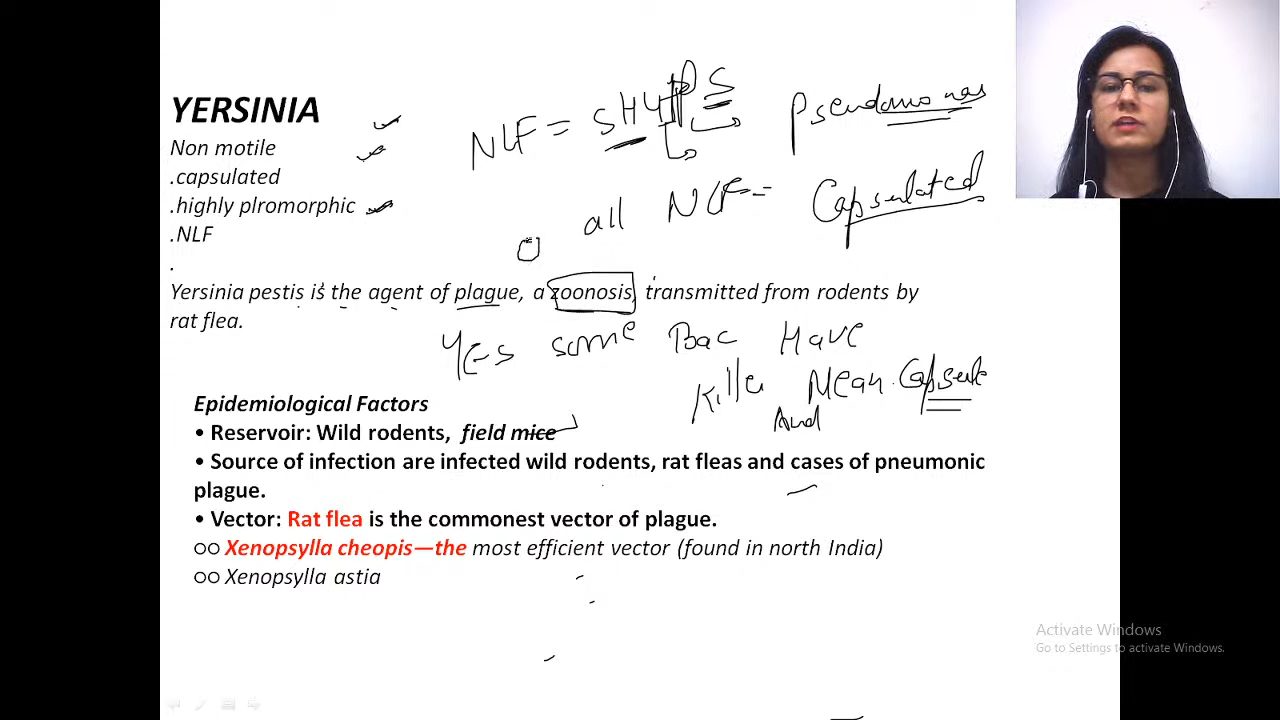 YERSINIA
Non motile
.capsulated
.highly plromorphic
.NLF
.
NLF = SHYPS
Pseudomonas
all NLF = Capsulated
Yersinia pestis is the agent of plague, a zoonosis, transmitted from rodents by
rat flea.
Yes some Bac Have
Killer Mean. Capsule
And
Epidemiological Factors
• Reservoir: Wild rodents, field mice
• Source of infection are infected wild rodents, rat fleas and cases of pneumonic
plague.
• Vector: Rat flea is the commonest vector of plague.
○○ Xenopsylla cheopis—the most efficient vector (found in north India)
○○ Xenopsylla astia
Activate Windows
Go to Settings to activate Windows.